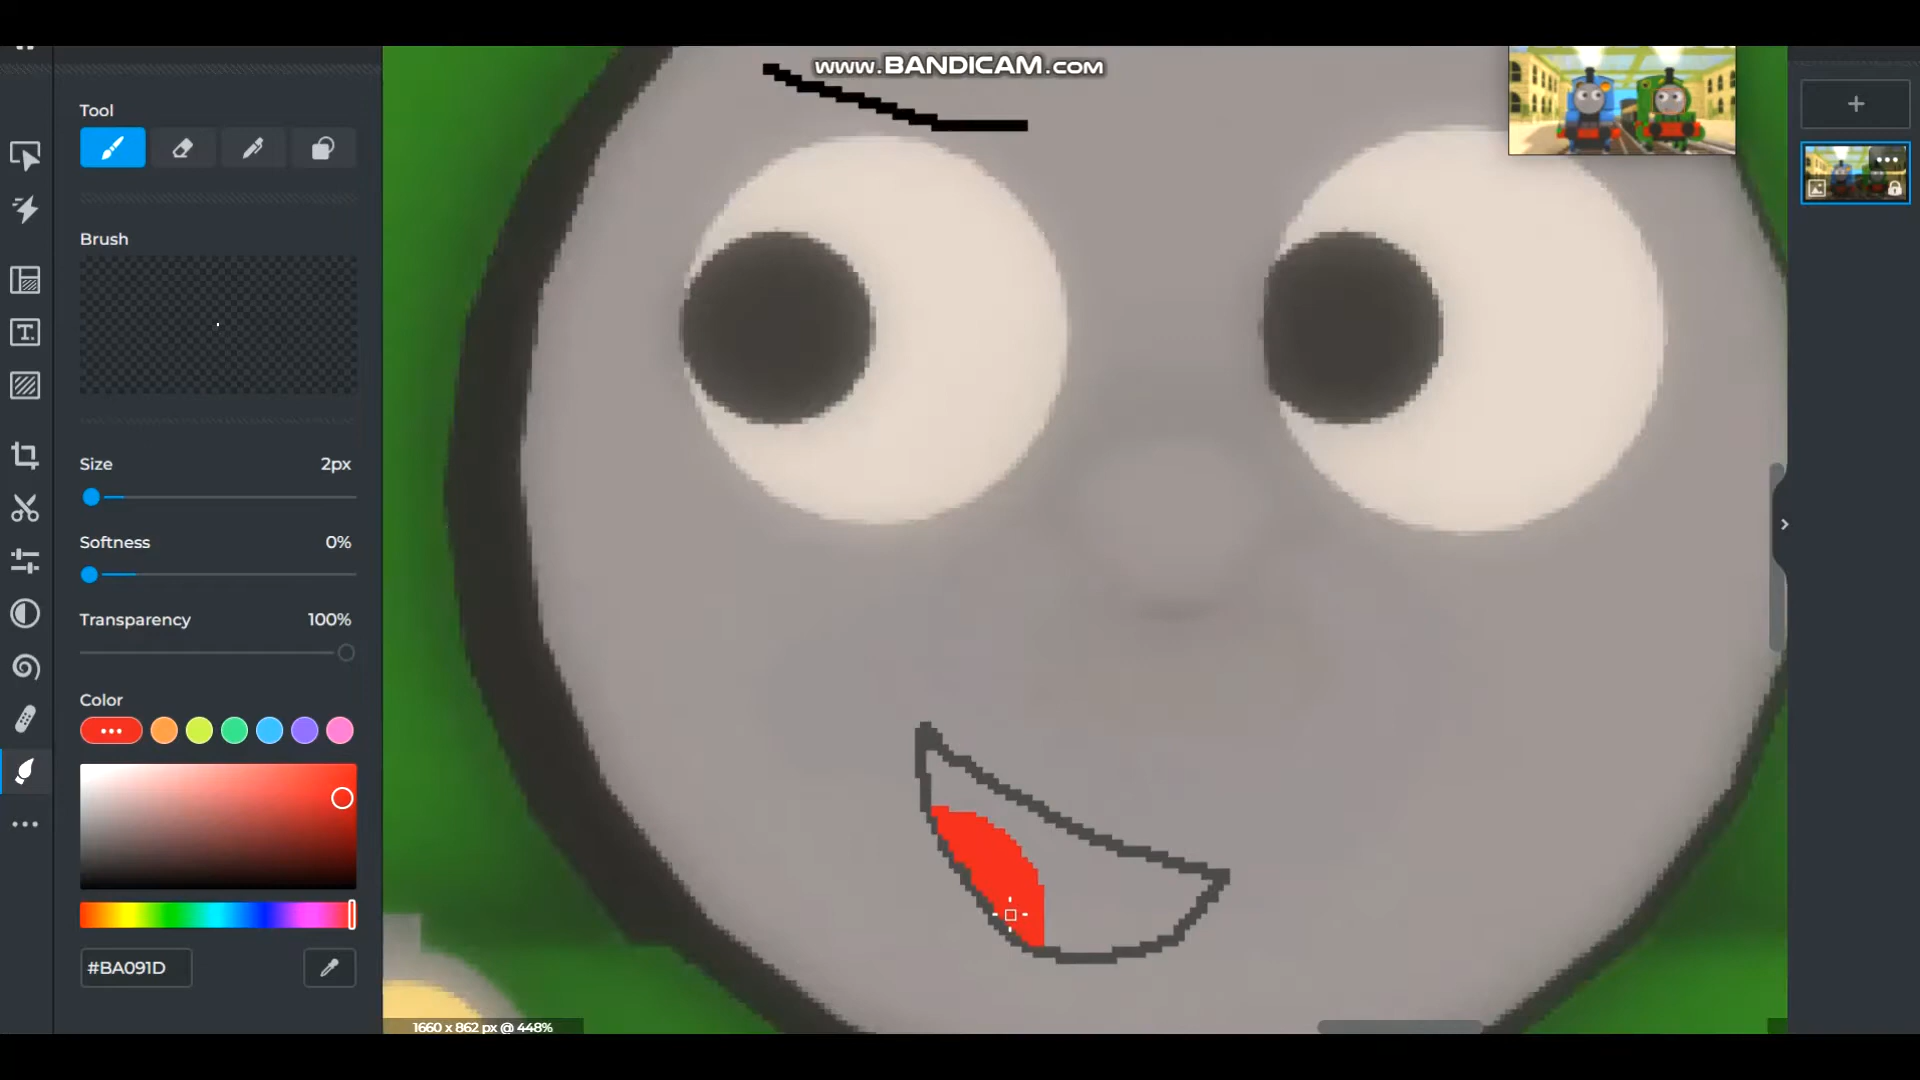 www.BANDICAM.com
Tool
Brush
Size 2px
Softness 0%
Transparency 100%
Color
#BA091D
1660 x 862 px @ 448%